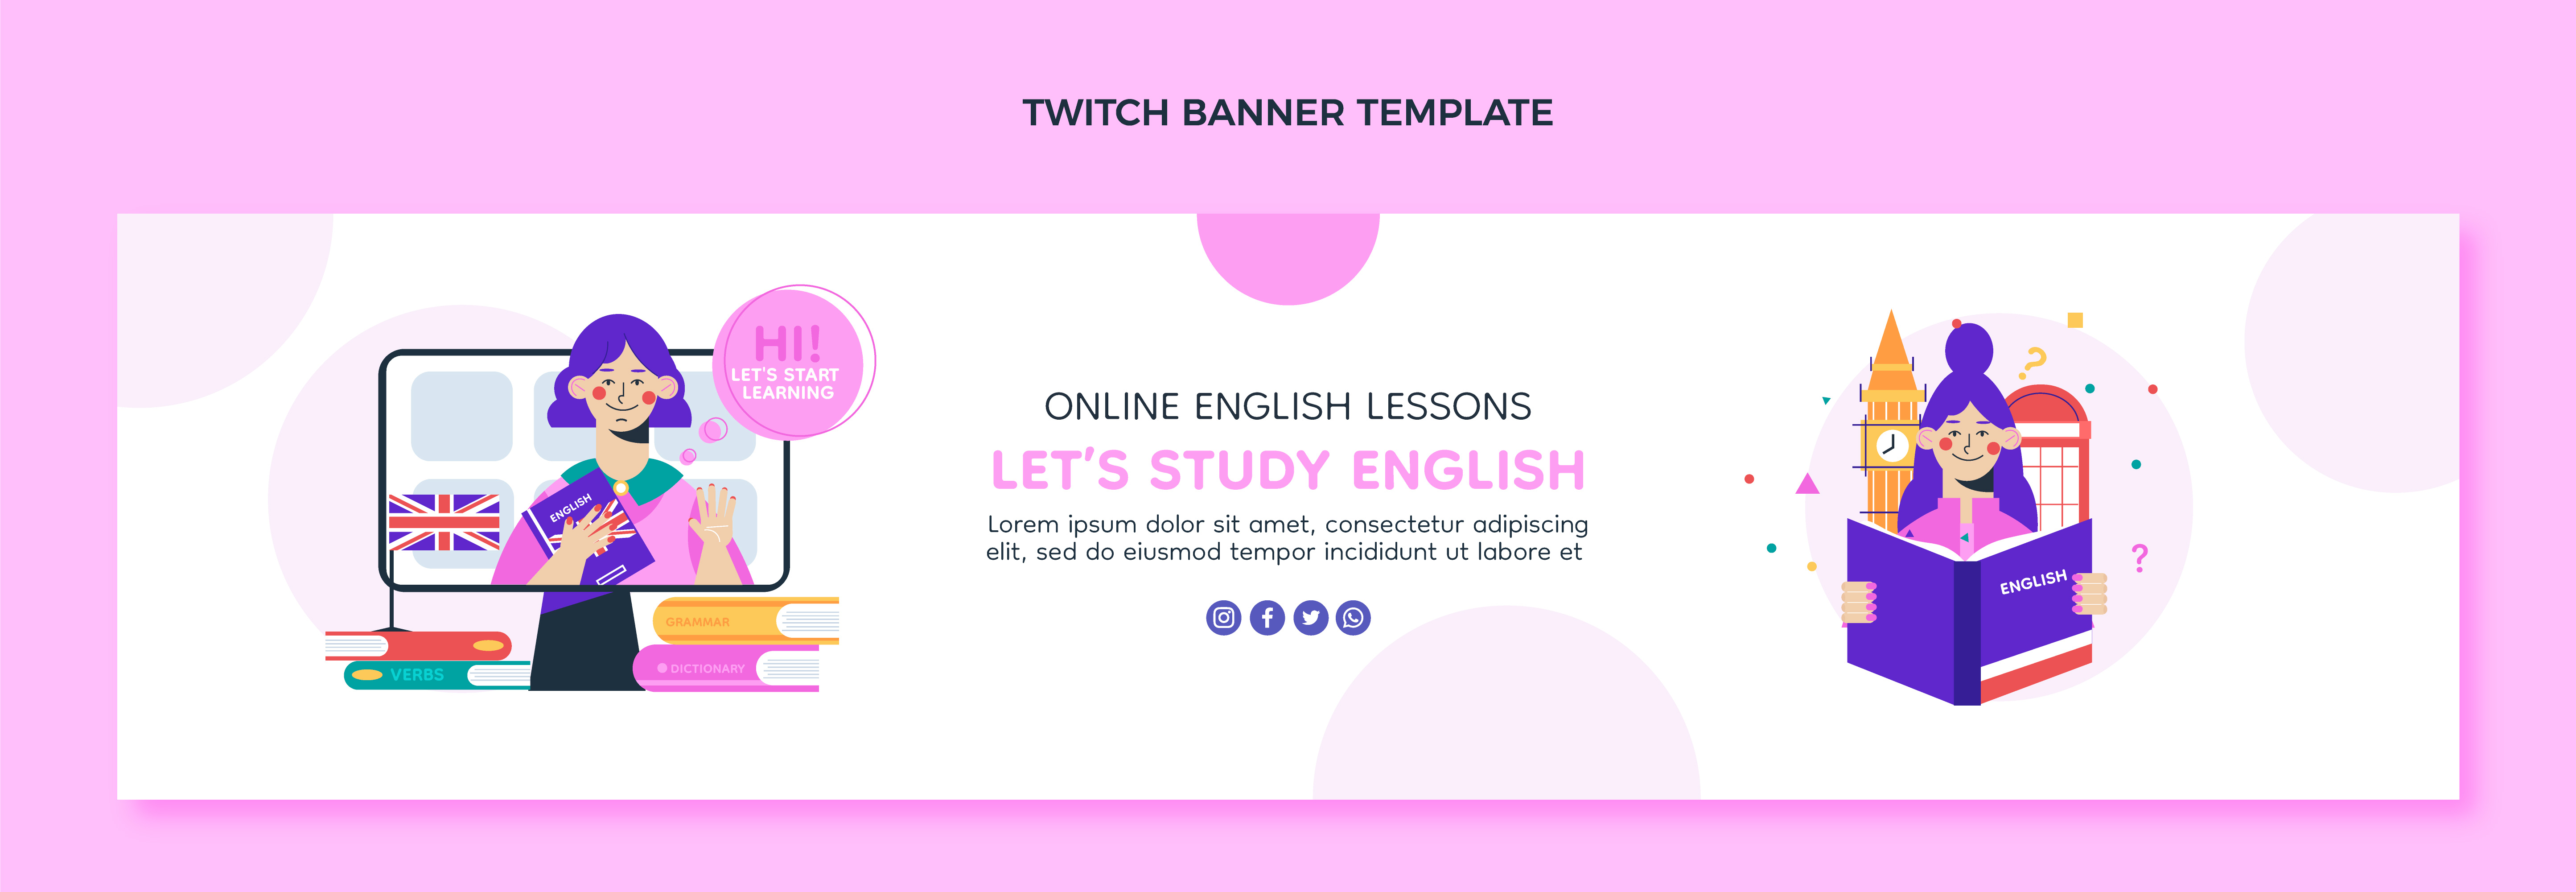 TWITCH BANNER TEMPLATE
HI!
LET'S START
LEARNING
ENGLISH
GRAMMAR
DICTIONARY
VERBS
ONLINE ENGLISH LESSONS
LET'S STUDY ENGLISH
Lorem ipsum dolor sit amet, consectetur adipiscing
elit, sed do eiusmod tempor incididunt ut labore et
?
?
ENGLISH